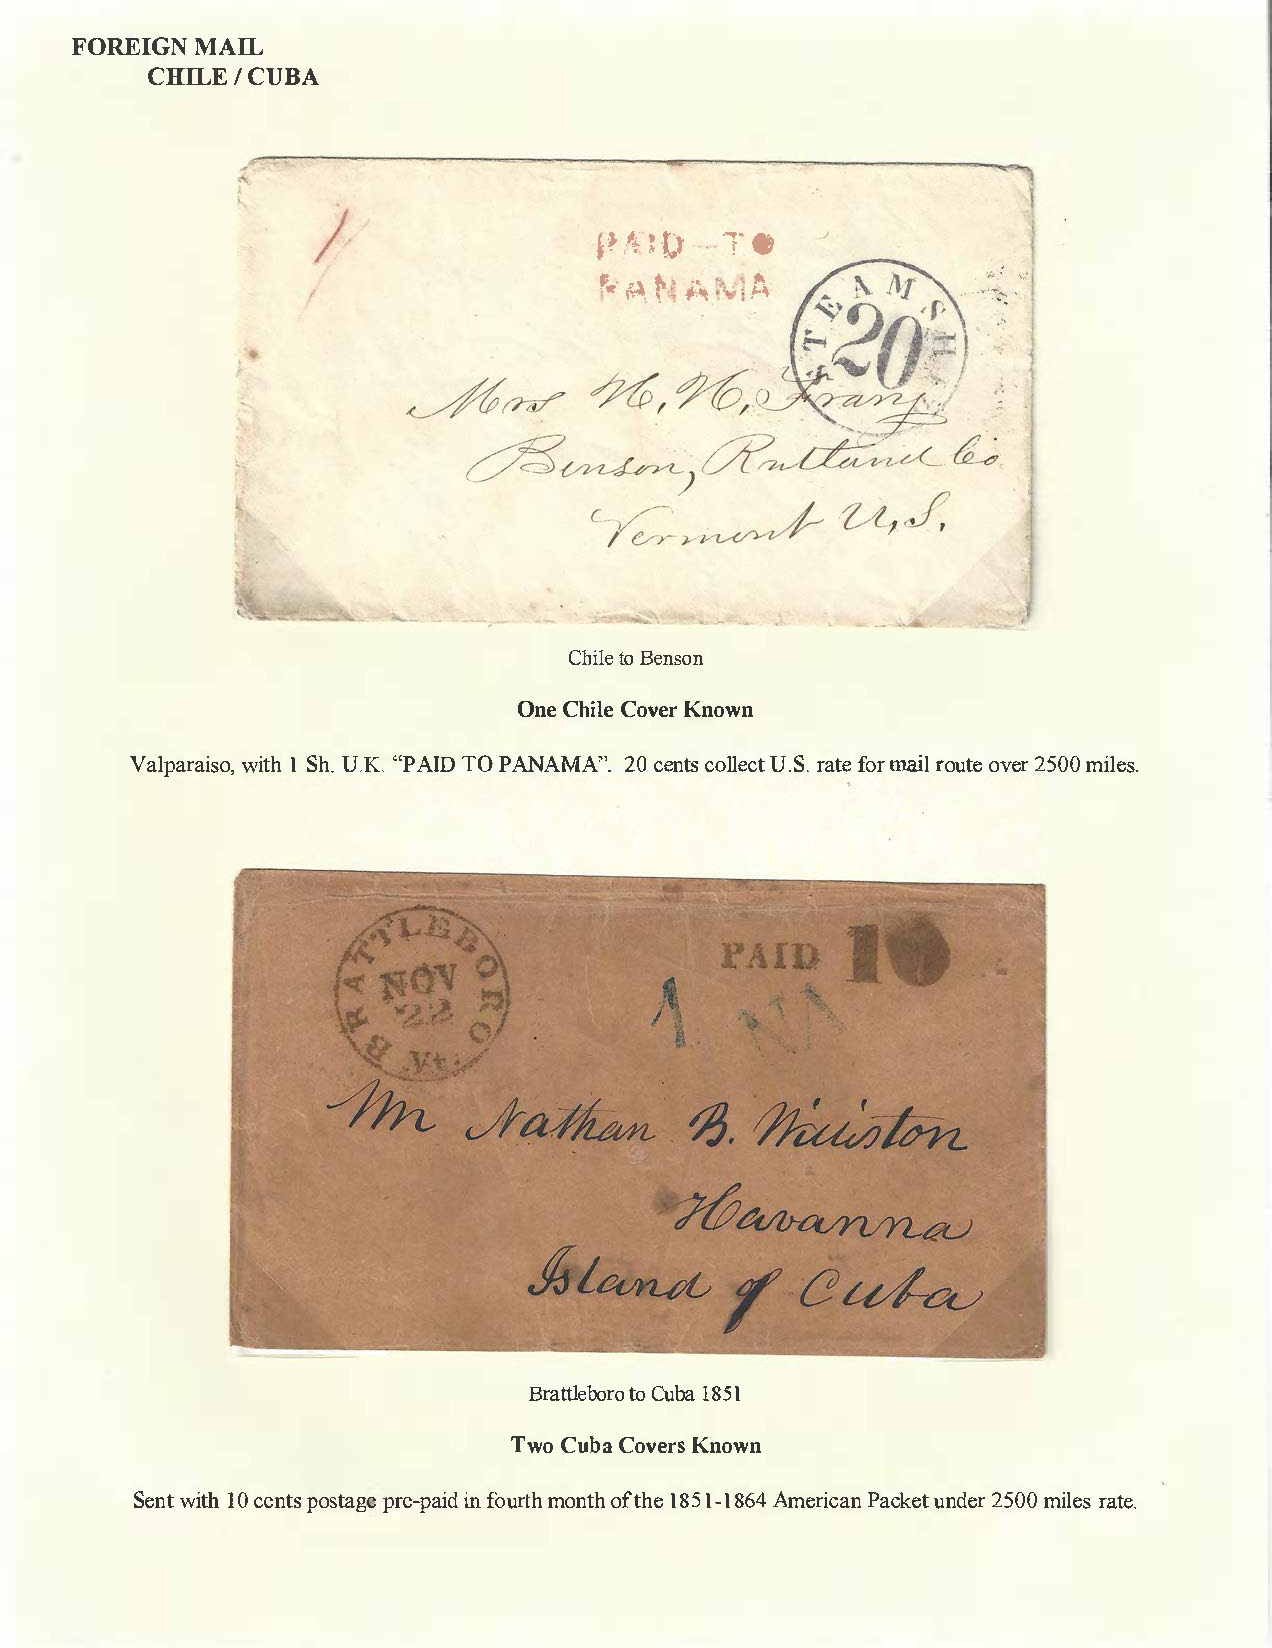 FOREIGN MAIL
CHILE / CUBA
1/
PAID-TO
PANAMA
STEAMSHIP
20
Mrs N. N.
Benson, Rutland Co.
Vermont U.S.
Chile to Benson
One Chile Cover Known
Valparaiso, with 1 Sh. U.K. “PAID TO PANAMA”. 20 cents collect U.S. rate for mail route over 2500 miles.
BRATTLEBORO
NOV
22
Vt.
PAID 10
1
NA
Mr Nathan B. Williston
Havanna
Island of Cuba
Brattleboro to Cuba 1851
Two Cuba Covers Known
Sent with 10 cents postage pre-paid in fourth month of the 1851-1864 American Packet under 2500 miles rate.